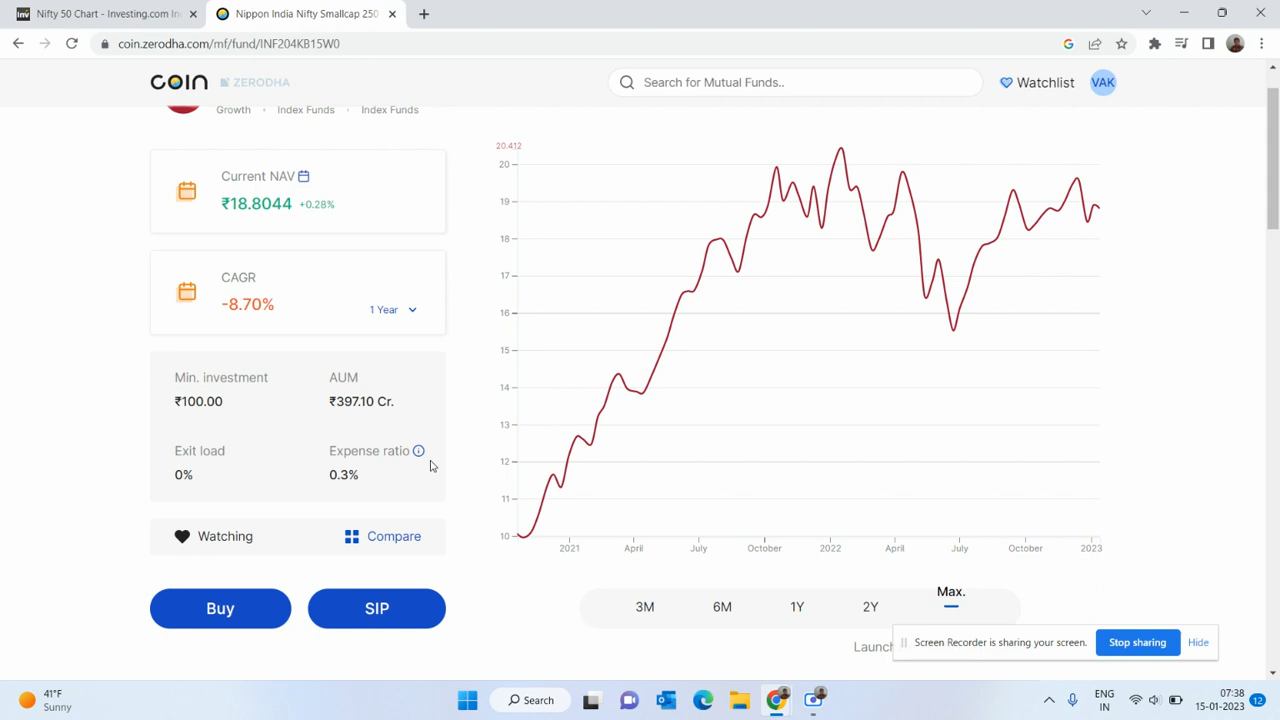 Nifty 50 Chart - Investing.com In
Nippon India Nifty Smallcap 250
coin.zerodha.com/mf/fund/INF204KB15W0
COIN
ZERODHA
Search for Mutual Funds..
Watchlist
VAK
Growth • Index Funds • Index Funds
Current NAV
₹18.8044 +0.28%
CAGR
-8.70%
1 Year
Min. investment
AUM
₹100.00
₹397.10 Cr.
Exit load
Expense ratio
0%
0.3%
Watching
Compare
Buy
SIP
20.412
20
19
18
17
16
15
14
13
12
11
10
2021
April
July
October
2022
April
July
October
2023
3M
6M
1Y
2Y
Max.
Launch
Screen Recorder is sharing your screen.
Stop sharing
Hide
41°F
Sunny
Search
ENG
IN
07:38
15-01-2023
12